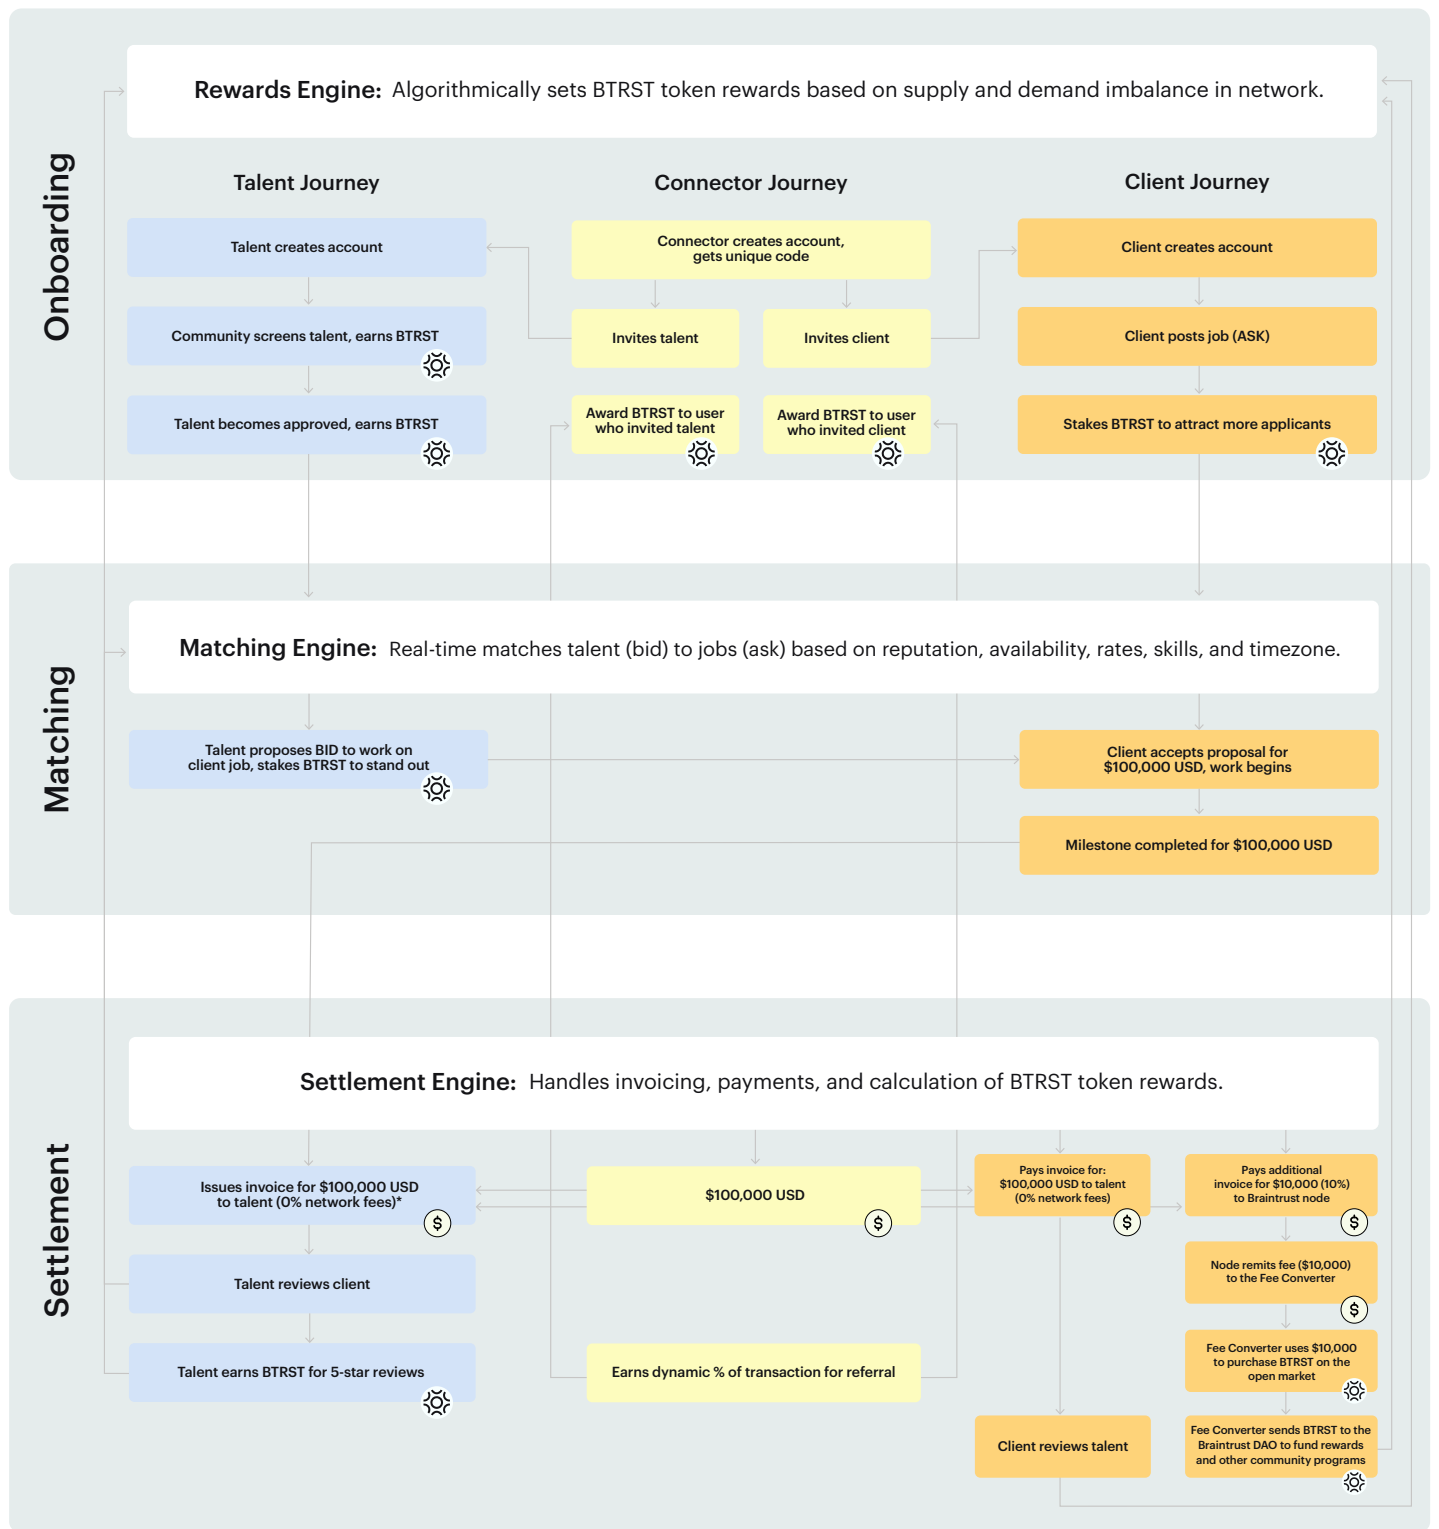 Onboarding
Rewards Engine: Algorithmically sets BTRST token rewards based on supply and demand imbalance in network.
Talent Journey
Connector Journey
Client Journey
Talent creates account
Connector creates account,
gets unique code
Client creates account
Community screens talent, earns BTRST
Invites talent
Invites client
Client posts job (ASK)
Talent becomes approved, earns BTRST
Award BTRST to user
who invited talent
Award BTRST to user
who invited client
Stakes BTRST to attract more applicants
Matching
Matching Engine: Real-time matches talent (bid) to jobs (ask) based on reputation, availability, rates, skills, and timezone.
Talent proposes BID to work on
client job, stakes BTRST to stand out
Client accepts proposal for
$100,000 USD, work begins
Milestone completed for $100,000 USD
Settlement
Settlement Engine: Handles invoicing, payments, and calculation of BTRST token rewards.
Issues invoice for $100,000 USD
to talent (0% network fees)*
$
$100,000 USD
$
Pays invoice for:
$100,000 USD to talent
(0% network fees)
$
Pays additional
invoice for $10,000 (10%)
to Braintrust node
$
Talent reviews client
Node remits fee ($10,000)
to the Fee Converter
$
Talent earns BTRST for 5-star reviews
Earns dynamic % of transaction for referral
Fee Converter uses $10,000
to purchase BTRST on the
open market
Client reviews talent
Fee Converter sends BTRST to the
Braintrust DAO to fund rewards
and other community programs